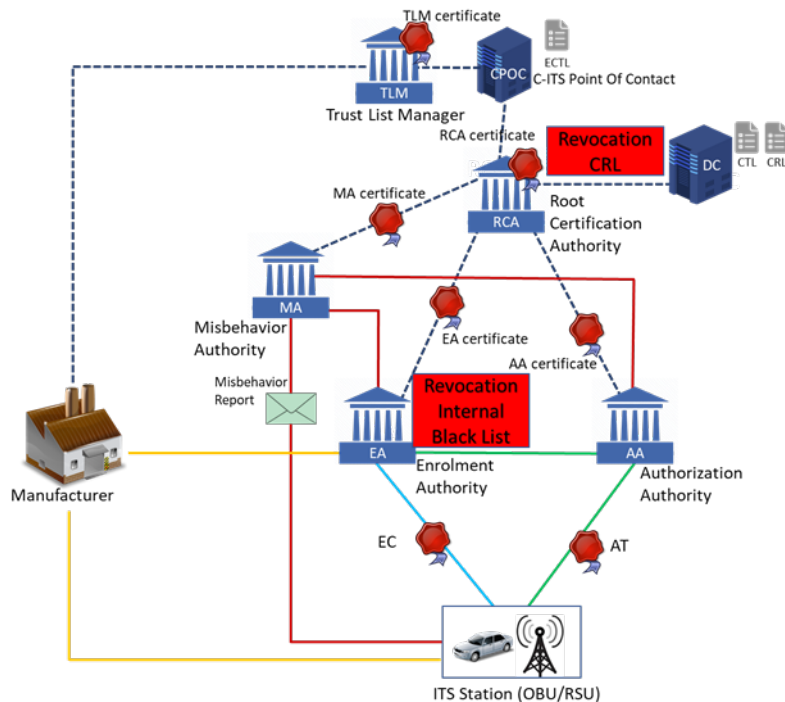 TLM certificate
TLM
Trust List Manager
CPOC
ECTL
C-ITS Point Of Contact
RCA certificate
Revocation
CRL
DC
CTL
CRL
MA certificate
RCA
Root
Certification
Authority
MA
Misbehavior
Authority
EA certificate
AA certificate
Misbehavior
Report
Revocation
Internal
Black List
EA
Enrolment
Authority
AA
Authorization
Authority
Manufacturer
EC
AT
ITS Station (OBU/RSU)